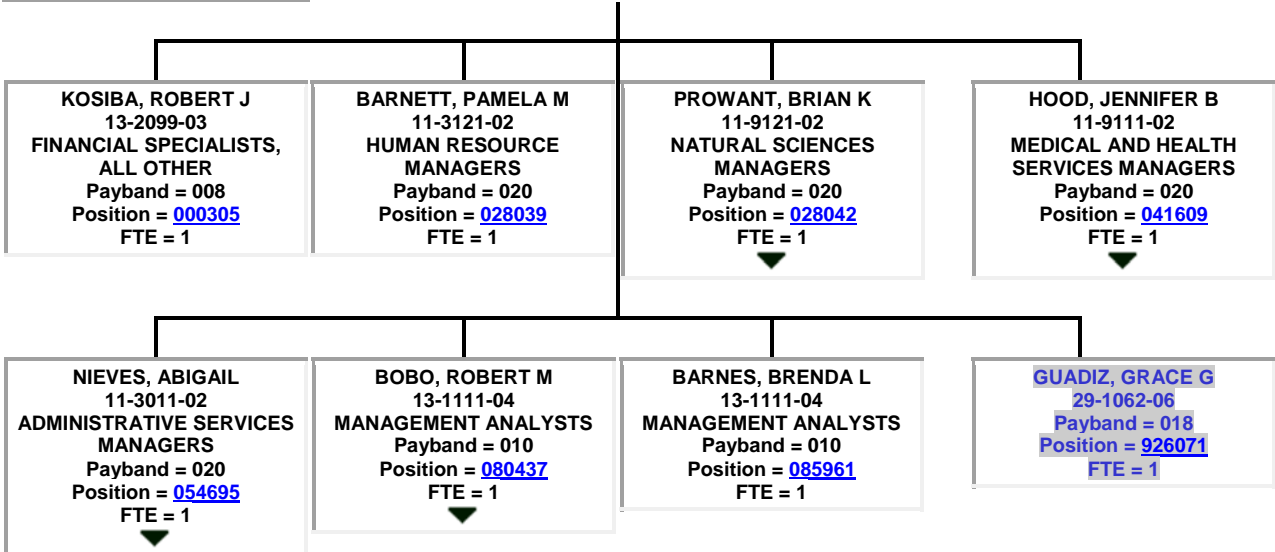 KOSIBA, ROBERT J
13-2099-03
FINANCIAL SPECIALISTS,
ALL OTHER
Payband = 008
Position = 000305
FTE = 1
BARNETT, PAMELA M
11-3121-02
HUMAN RESOURCE
MANAGERS
Payband = 020
Position = 028039
FTE = 1
PROWANT, BRIAN K
11-9121-02
NATURAL SCIENCES
MANAGERS
Payband = 020
Position = 028042
FTE = 1
HOOD, JENNIFER B
11-9111-02
MEDICAL AND HEALTH
SERVICES MANAGERS
Payband = 020
Position = 041609
FTE = 1
NIEVES, ABIGAIL
11-3011-02
ADMINISTRATIVE SERVICES
MANAGERS
Payband = 020
Position = 054695
FTE = 1
BOBO, ROBERT M
13-1111-04
MANAGEMENT ANALYSTS
Payband = 010
Position = 080437
FTE = 1
BARNES, BRENDA L
13-1111-04
MANAGEMENT ANALYSTS
Payband = 010
Position = 085961
FTE = 1
GUADIZ, GRACE G
29-1062-06
Payband = 018
Position = 926071
FTE = 1